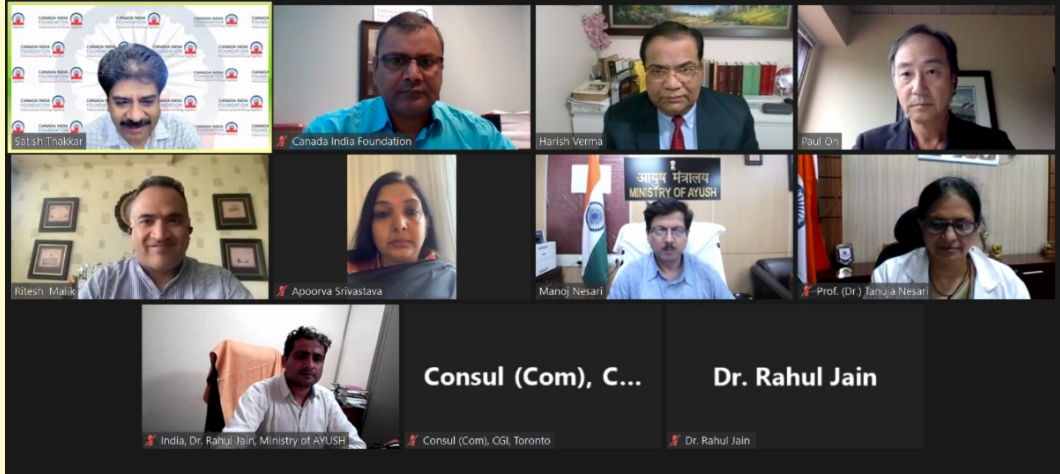 CANADA INDIA
FOUNDATION
Satish Thakkar
Canada India Foundation
Harish Verma
Paul On
आयुष मंत्रालय
MINISTRY OF AYUSH
Ritesh Malik
Apoorva Srivastava
Manoj Nesari
Prof. (Dr.) Tanuja Nesari
Consul (Com), C...
Dr. Rahul Jain
India, Dr. Rahul Jain, Ministry of AYUSH
Consul (Com), CGI, Toronto
Dr. Rahul Jain